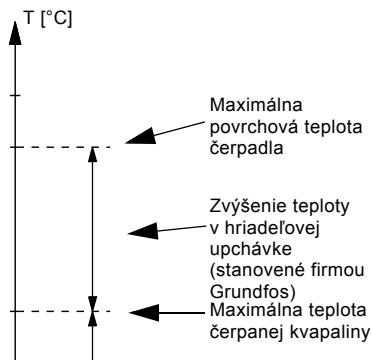 T [°C]
Maximálna
povrchová teplota
čerpadla
Zvýšenie teploty
v hriadeľovej
upchávke
(stanovené firmou
Grundfos)
Maximálna teplota
čerpanej kvapaliny